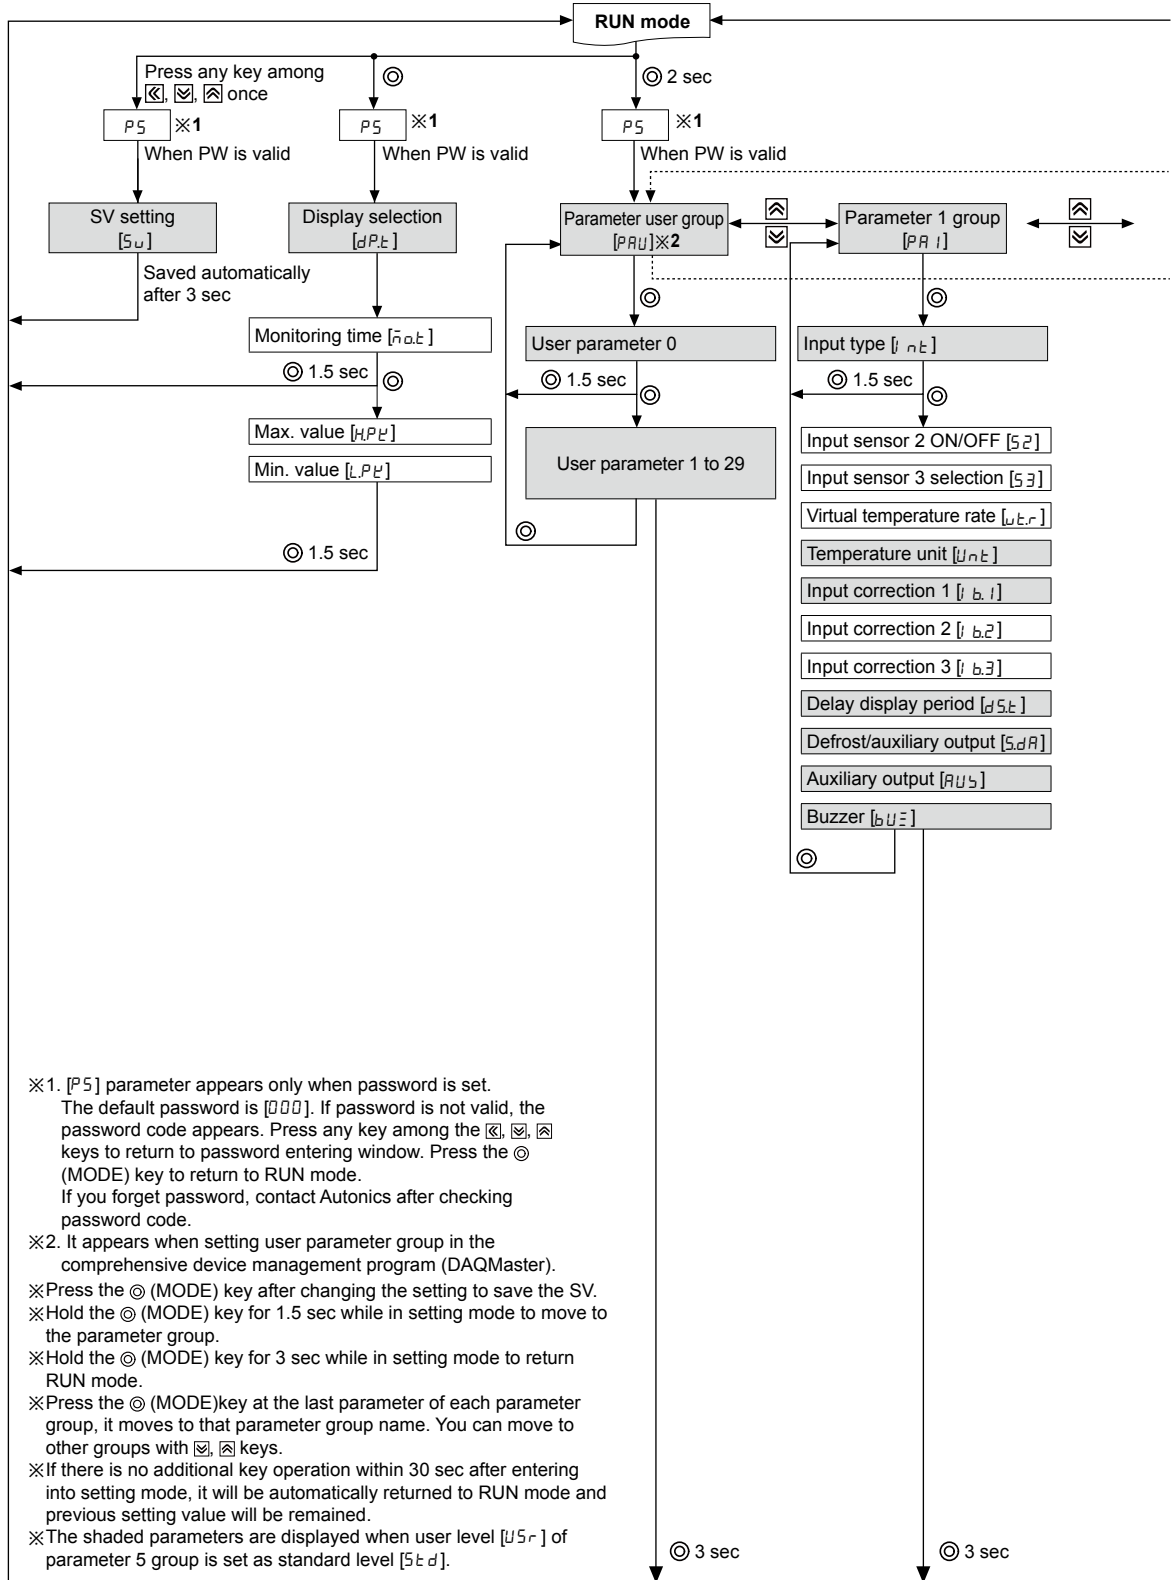 RUN mode
Press any key among
, , once
◎
◎ 2 sec
PS ※1
PS ※1
PS ※1
When PW is valid
When PW is valid
When PW is valid
SV setting
[Sv]
Display selection
[dP.t]
Parameter user group
[PAU]※2
Parameter 1 group
[PA1]
Saved automatically
after 3 sec
◎
◎
Monitoring time [mo.t]
User parameter 0
Input type [Int]
◎ 1.5 sec
◎
◎ 1.5 sec
◎
◎ 1.5 sec
◎
Max. value [H.PK]
Min. value [L.PK]
User parameter 1 to 29
Input sensor 2 ON/OFF [S2]
Input sensor 3 selection [S3]
Virtual temperature rate [vt.r]
◎
◎ 1.5 sec
Temperature unit [Unt]
Input correction 1 [Ib.1]
Input correction 2 [Ib.2]
Input correction 3 [Ib.3]
Delay display period [dS.t]
Defrost/auxiliary output [S.dA]
Auxiliary output [AUS]
Buzzer [bUZ]
◎
※1. [PS] parameter appears only when password is set.
The default password is [000]. If password is not valid, the
password code appears. Press any key among the , ,
keys to return to password entering window. Press the ◎
(MODE) key to return to RUN mode.
If you forget password, contact Autonics after checking
password code.
※2. It appears when setting user parameter group in the
comprehensive device management program (DAQMaster).
※Press the ◎ (MODE) key after changing the setting to save the SV.
※Hold the ◎ (MODE) key for 1.5 sec while in setting mode to move to
the parameter group.
※Hold the ◎ (MODE) key for 3 sec while in setting mode to return
RUN mode.
※Press the ◎ (MODE)key at the last parameter of each parameter
group, it moves to that parameter group name. You can move to
other groups with , keys.
※If there is no additional key operation within 30 sec after entering
into setting mode, it will be automatically returned to RUN mode and
previous setting value will be remained.
※The shaded parameters are displayed when user level [USr] of
parameter 5 group is set as standard level [Std].
◎ 3 sec
◎ 3 sec